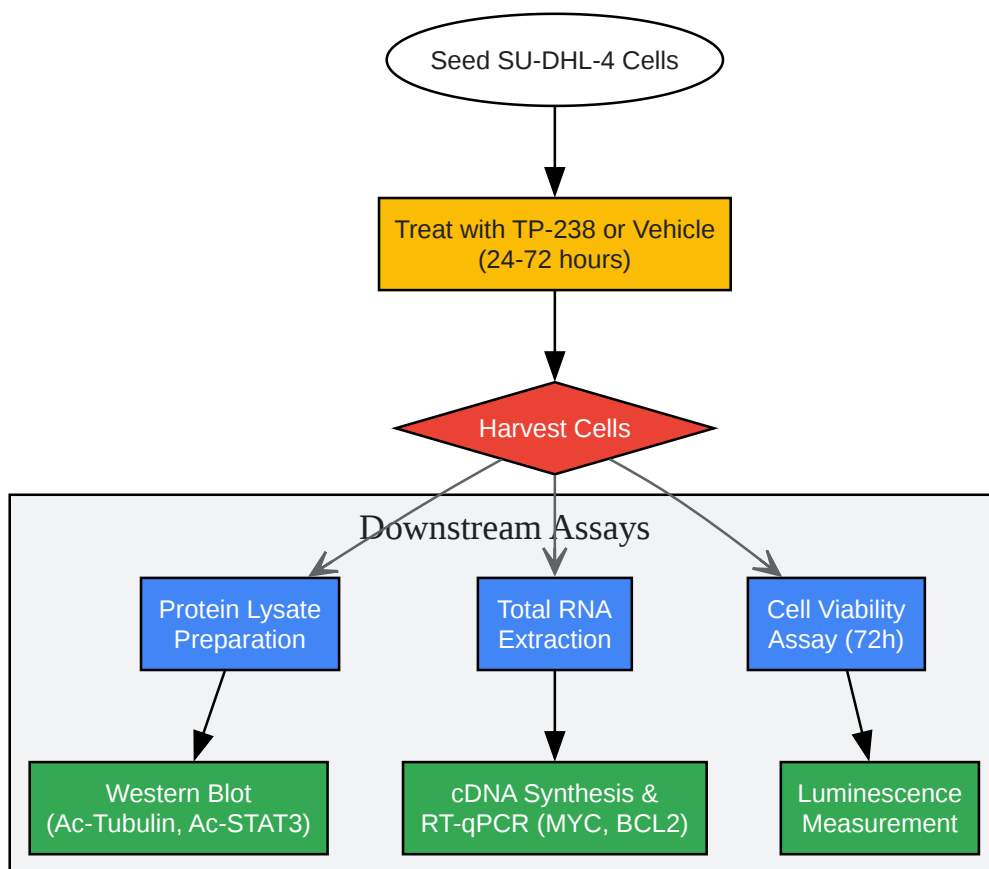 Seed SU-DHL-4 Cells
Treat with TP-238 or Vehicle
(24-72 hours)
Harvest Cells
Downstream Assays
Protein Lysate
Preparation
Total RNA
Extraction
Cell Viability
Assay (72h)
Western Blot
(Ac-Tubulin, Ac-STAT3)
cDNA Synthesis &
RT-qPCR (MYC, BCL2)
Luminescence
Measurement